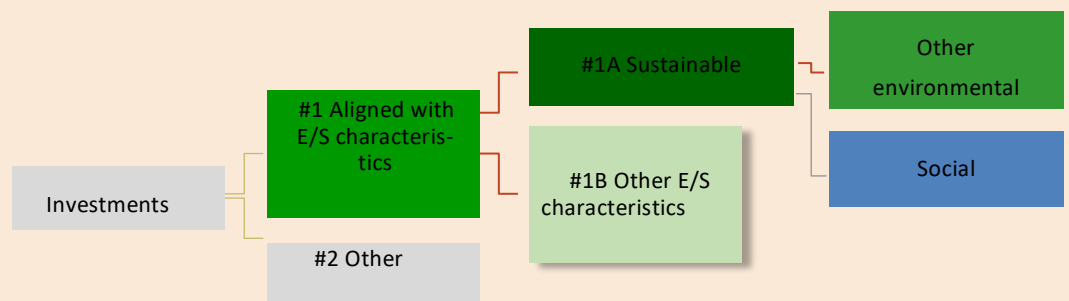 Investments
#1 Aligned with
E/S characteris-
tics
#2 Other
#1A Sustainable
#1B Other E/S
characteristics
Other
environmental
Social